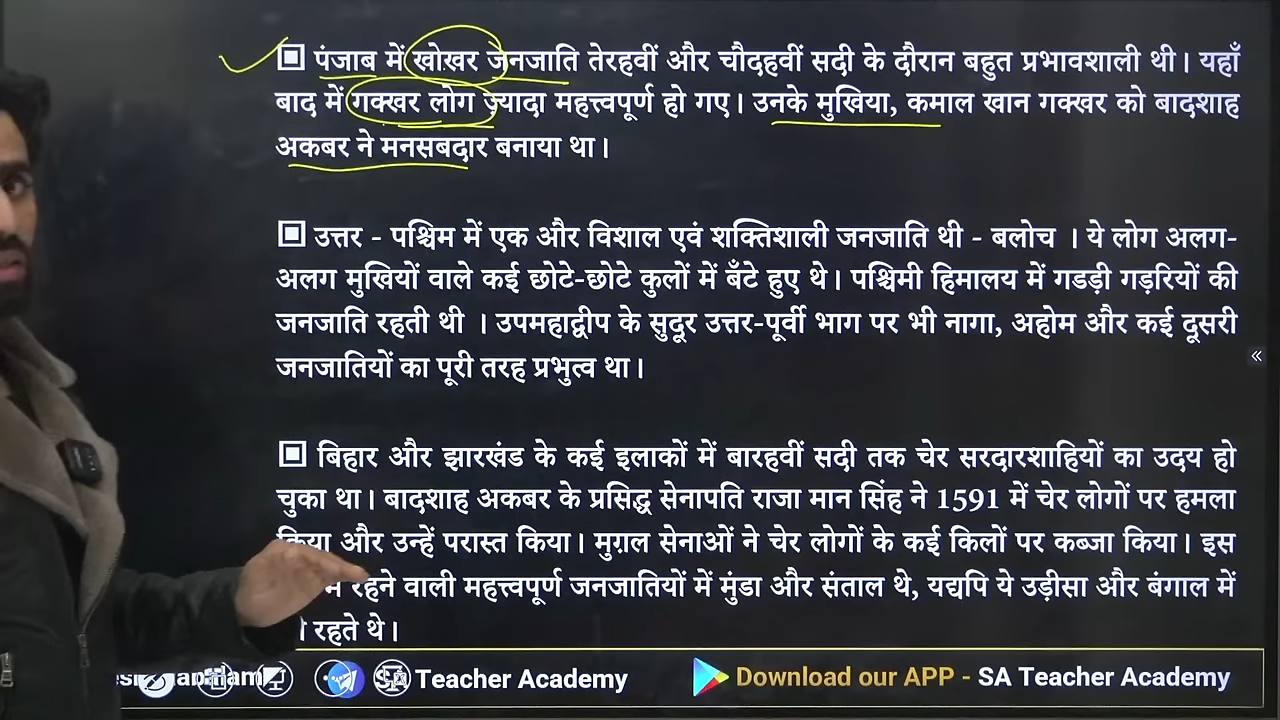 पंजाब में खोखर जनजाति तेरहवीं और चौदहवीं सदी के दौरान बहुत प्रभावशाली थी। यहाँ
बाद में गक्खर लोग ज़्यादा महत्त्वपूर्ण हो गए। उनके मुखिया, कमाल खान गक्खर को बादशाह
अकबर ने मनसबदार बनाया था।
उत्तर - पश्चिम में एक और विशाल एवं शक्तिशाली जनजाति थी - बलोच । ये लोग अलग-
अलग मुखियों वाले कई छोटे-छोटे कुलों में बँटे हुए थे। पश्चिमी हिमालय में गडड़ी गड़रियों की
जनजाति रहती थी । उपमहाद्वीप के सुदूर उत्तर-पूर्वी भाग पर भी नागा, अहोम और कई दूसरी
जनजातियों का पूरी तरह प्रभुत्व था।
बिहार और झारखंड के कई इलाकों में बारहवीं सदी तक चेर सरदारशाहियों का उदय हो
चुका था। बादशाह अकबर के प्रसिद्ध सेनापति राजा मान सिंह ने 1591 में चेर लोगों पर हमला
किया और उन्हें परास्त किया। मुग़ल सेनाओं ने चेर लोगों के कई किलों पर कब्जा किया। इस
में रहने वाली महत्त्वपूर्ण जनजातियों में मुंडा और संताल थे, यद्यपि ये उड़ीसा और बंगाल में
रहते थे।
Teacher Academy
Download our APP - SA Teacher Academy